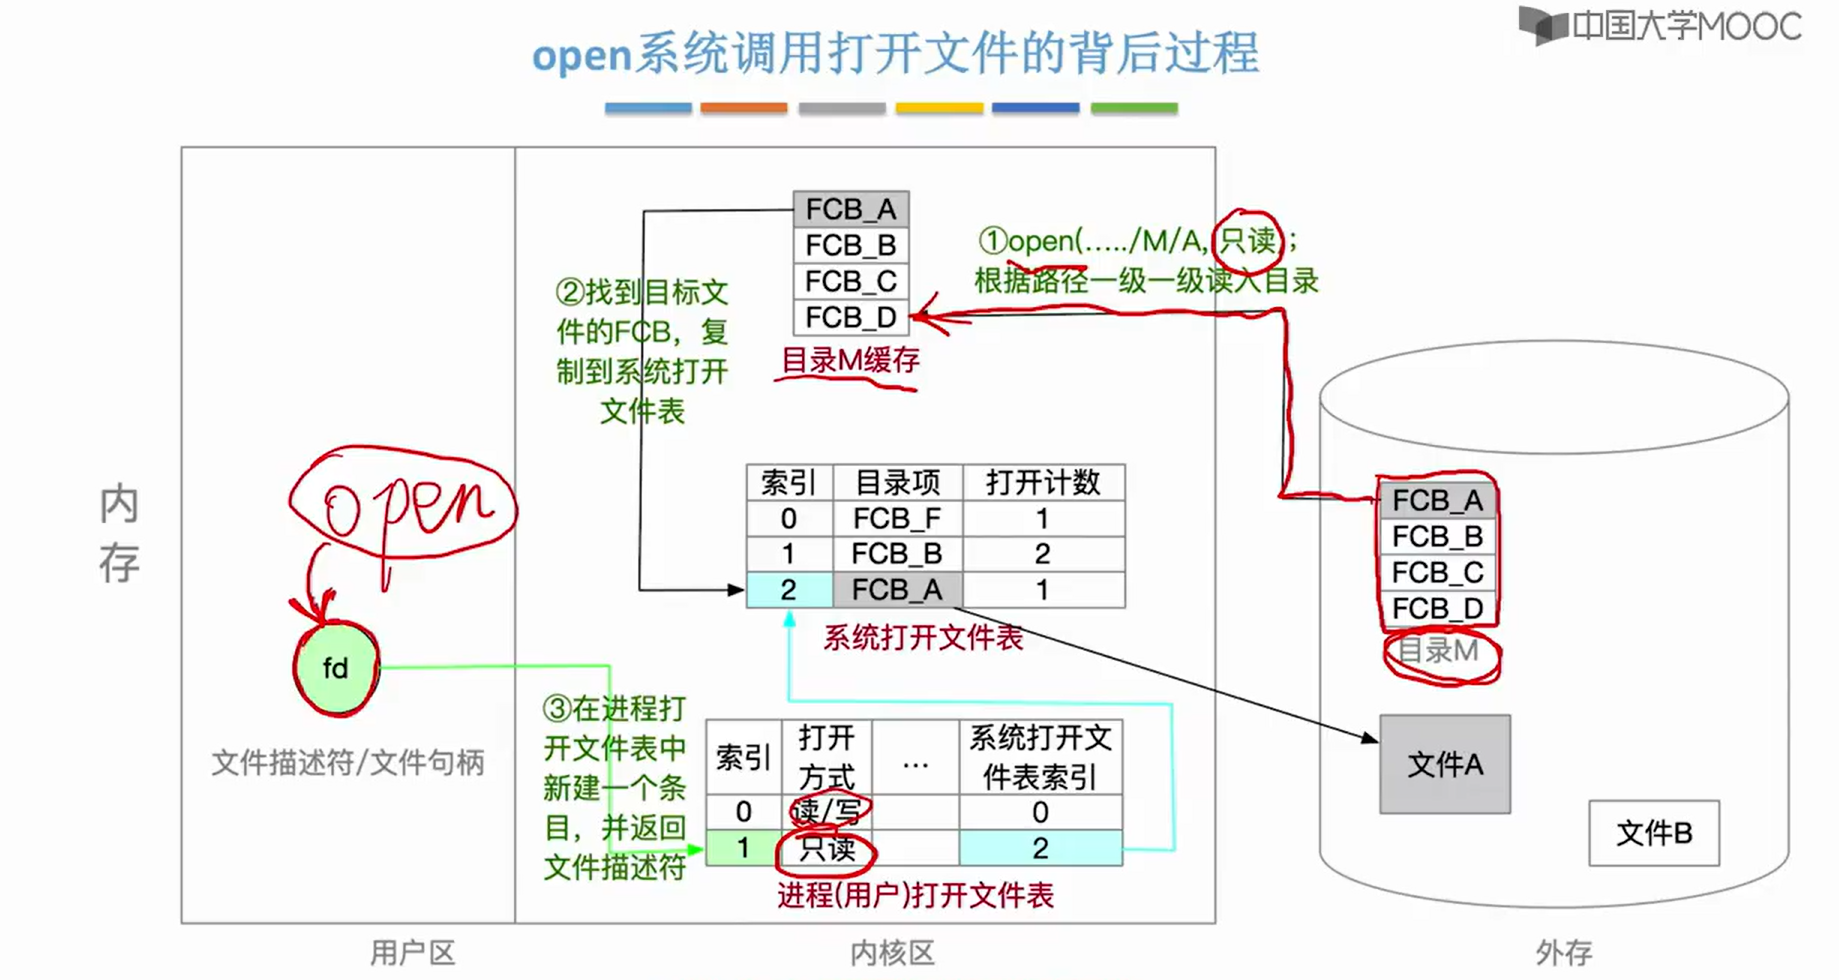 中国大学MOOC
open系统调用打开文件的背后过程
FCB_A
FCB_B
FCB_C
FCB_D
目录M缓存
①open(...../M/A, 只读 ;
根据路径一级一级读入目录
②找到目标文
件的FCB，复
制到系统打开
文件表
内
存
open
fd
文件描述符/文件句柄
索引 目录项 打开计数
0 FCB_F 1
1 FCB_B 2
2 FCB_A 1
系统打开文件表
FCB_A
FCB_B
FCB_C
FCB_D
目录M
③在进程打
开文件表中
新建一个条
目，并返回
文件描述符
索引 打开方式 ... 系统打开文件表索引
0 读/写 0
1 只读 2
进程(用户)打开文件表
文件A
文件B
用户区
内核区
外存